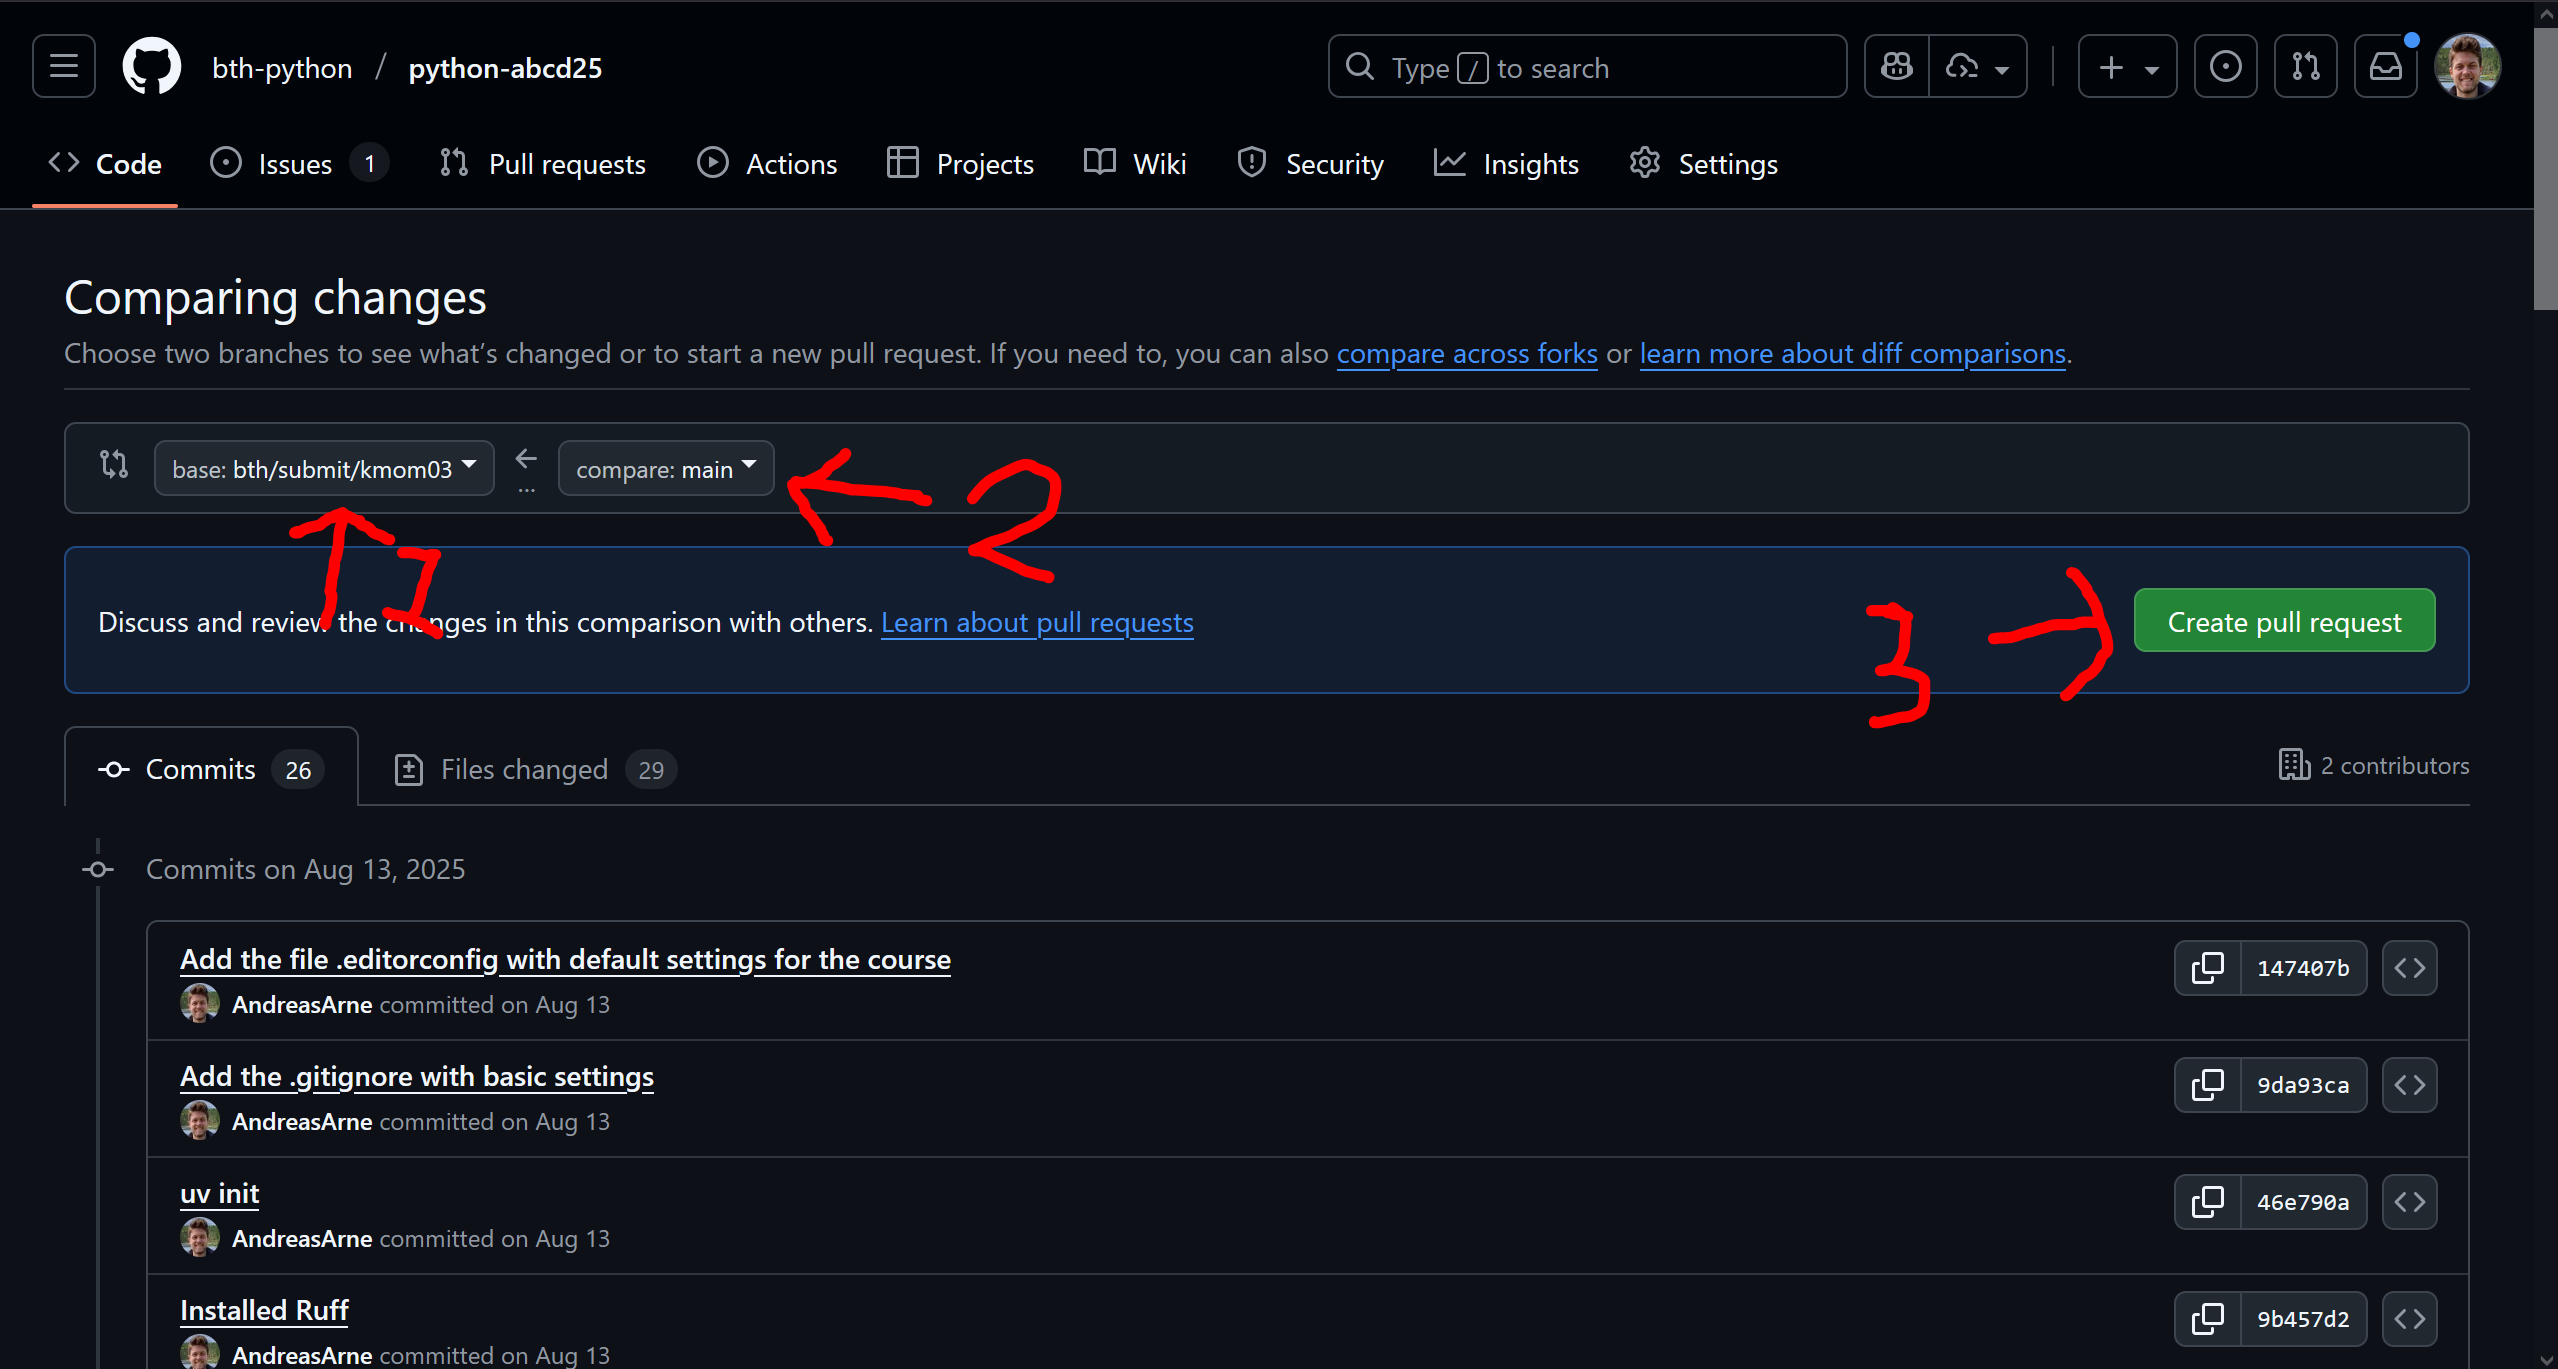 bth-python / python-abcd25
Type / to search
Code Issues 1 Pull requests Actions Projects Wiki Security Insights Settings
Comparing changes
Choose two branches to see what's changed or to start a new pull request. If you need to, you can also compare across forks or learn more about diff comparisons.
base: bth/submit/kmom03 ... compare: main
2
1
Discuss and review the changes in this comparison with others. Learn about pull requests
3
Create pull request
Commits 26 Files changed 29
2 contributors
Commits on Aug 13, 2025
Add the file .editorconfig with default settings for the course
AndreasArne committed on Aug 13
147407b
Add the .gitignore with basic settings
AndreasArne committed on Aug 13
9da93ca
uv init
AndreasArne committed on Aug 13
46e790a
Installed Ruff
AndreasArne committed on Aug 13
9b457d2